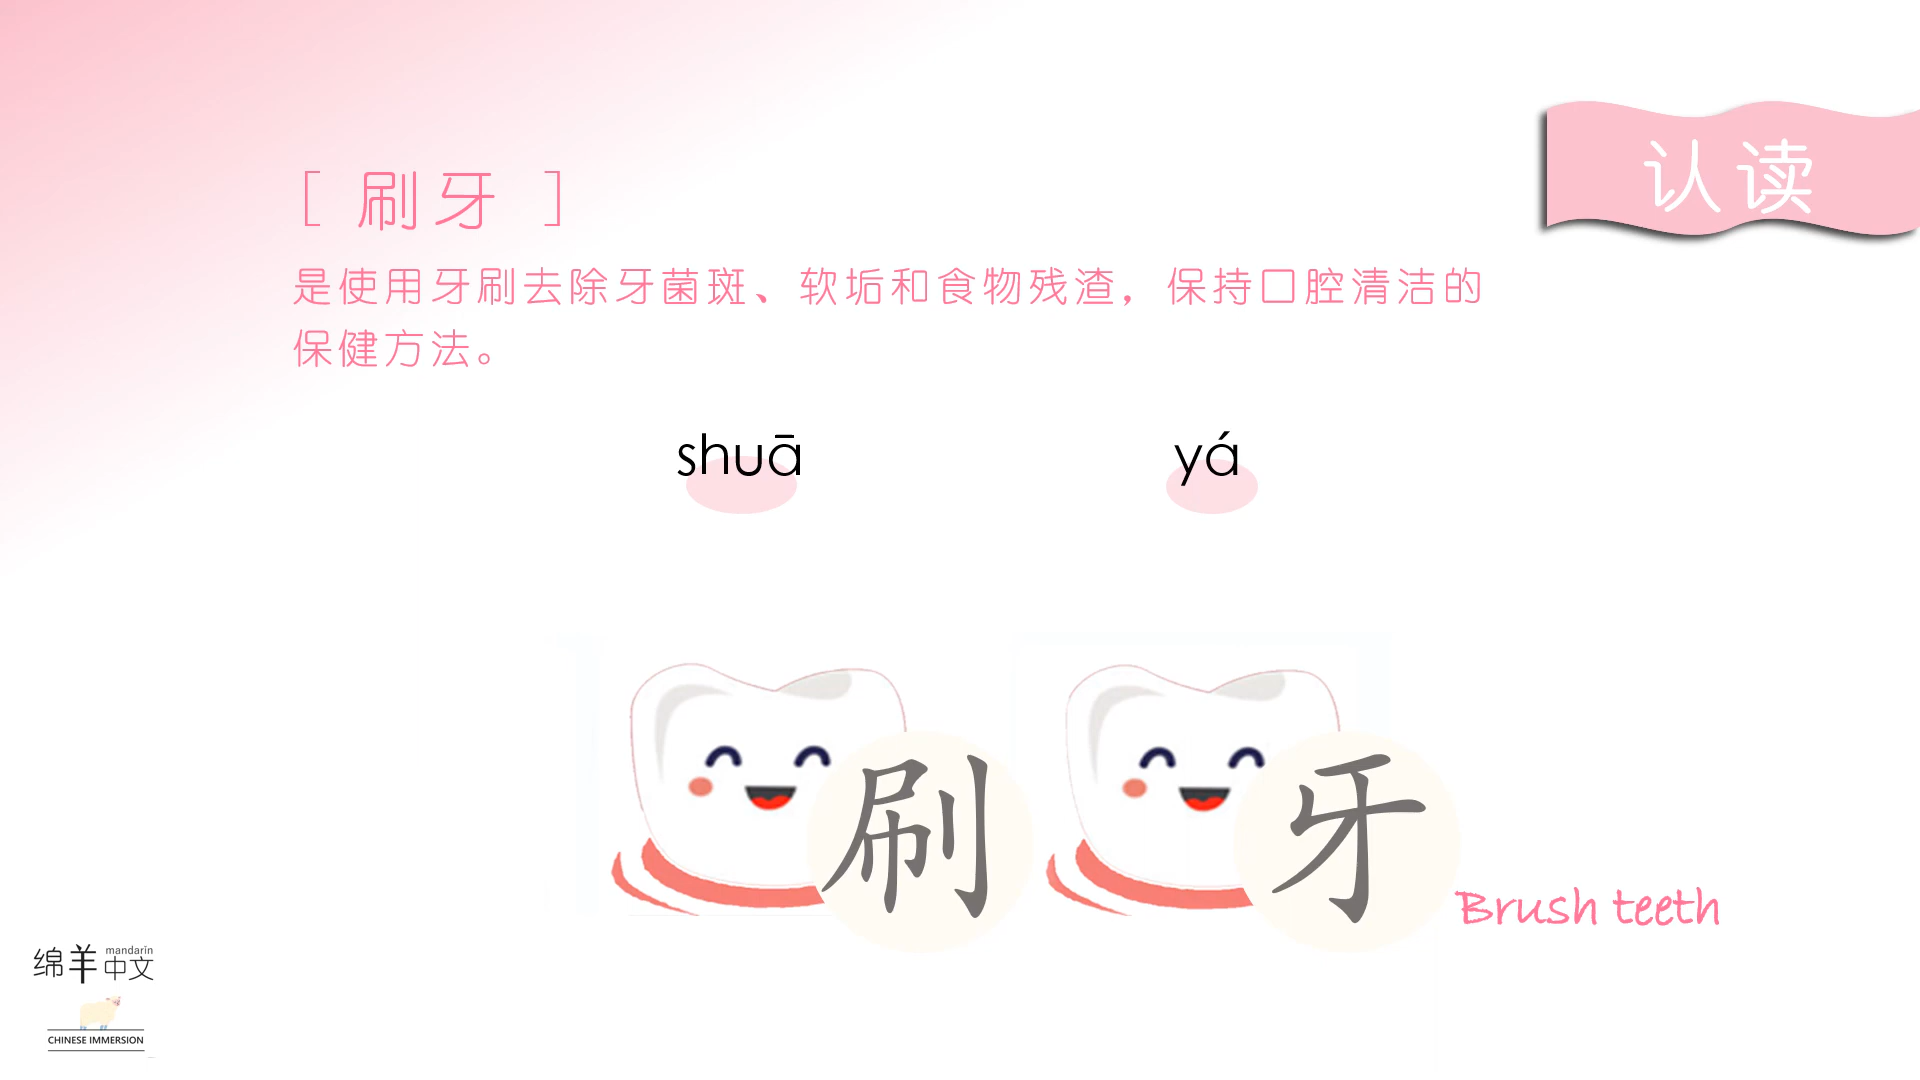 认读
[ 刷牙 ]
是使用牙刷去除牙菌斑、软垢和食物残渣，保持口腔清洁的
保健方法。
shuā yá
刷 牙
Brush teeth
绵羊中文
mandarin
CHINESE IMMERSION